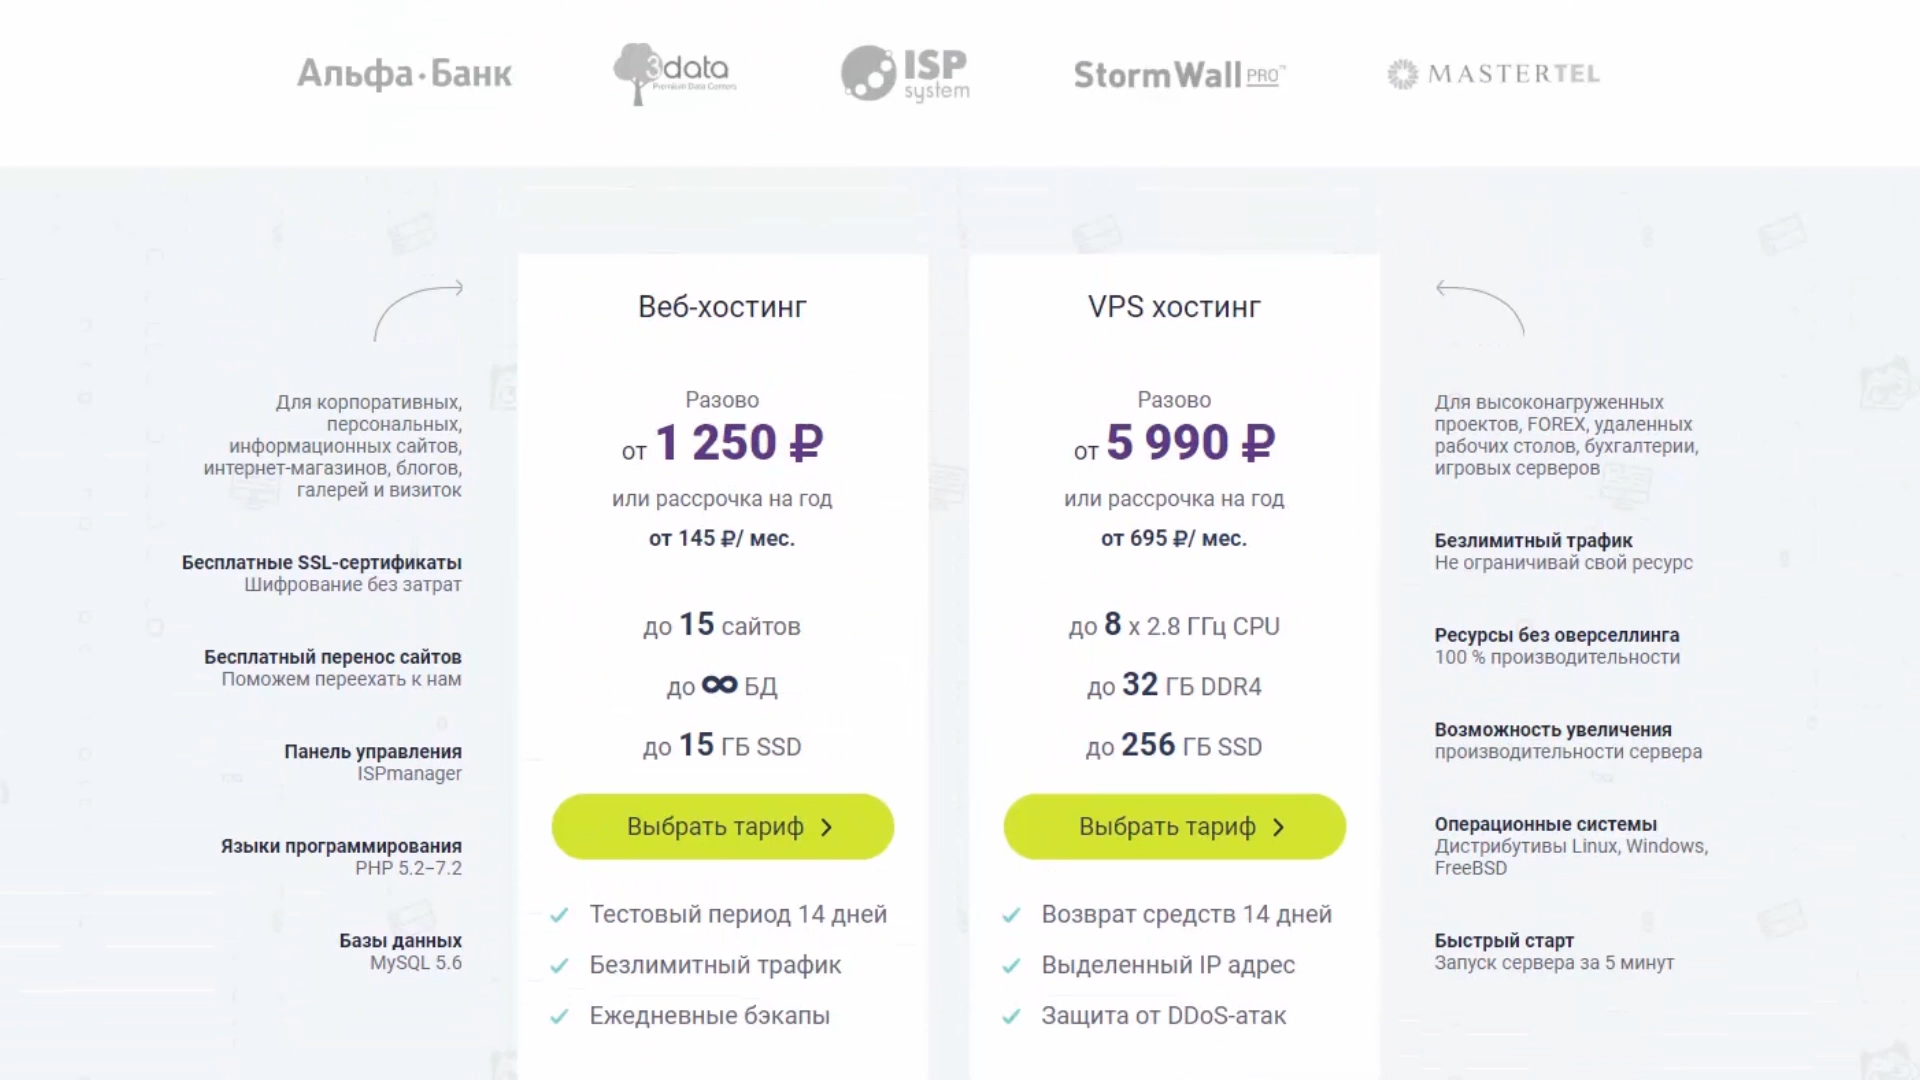 Альфа·Банк
3data
Premium Data Centers
ISP
system
StormWall PRO™
MASTERTEL
Для корпоративных,
персональных,
информационных сайтов,
интернет-магазинов, блогов,
галерей и визиток
Бесплатные SSL-сертификаты
Шифрование без затрат
Бесплатный перенос сайтов
Поможем переехать к нам
Панель управления
ISPmanager
Языки программирования
PHP 5.2–7.2
Базы данных
MySQL 5.6
Веб-хостинг
Разово
от 1 250 ₽
или рассрочка на год
от 145 ₽/ мес.
до 15 сайтов
до ∞ БД
до 15 ГБ SSD
Выбрать тариф
Тестовый период 14 дней
Безлимитный трафик
Ежедневные бэкапы
VPS хостинг
Разово
от 5 990 ₽
или рассрочка на год
от 695 ₽/ мес.
до 8 x 2.8 ГГц CPU
до 32 ГБ DDR4
до 256 ГБ SSD
Выбрать тариф
Возврат средств 14 дней
Выделенный IP адрес
Защита от DDoS-атак
Для высоконагруженных
проектов, FOREX, удаленных
рабочих столов, бухгалтерии,
игровых серверов
Безлимитный трафик
Не ограничивай свой ресурс
Ресурсы без оверселлинга
100 % производительности
Возможность увеличения
производительности сервера
Операционные системы
Дистрибутивы Linux, Windows,
FreeBSD
Быстрый старт
Запуск сервера за 5 минут